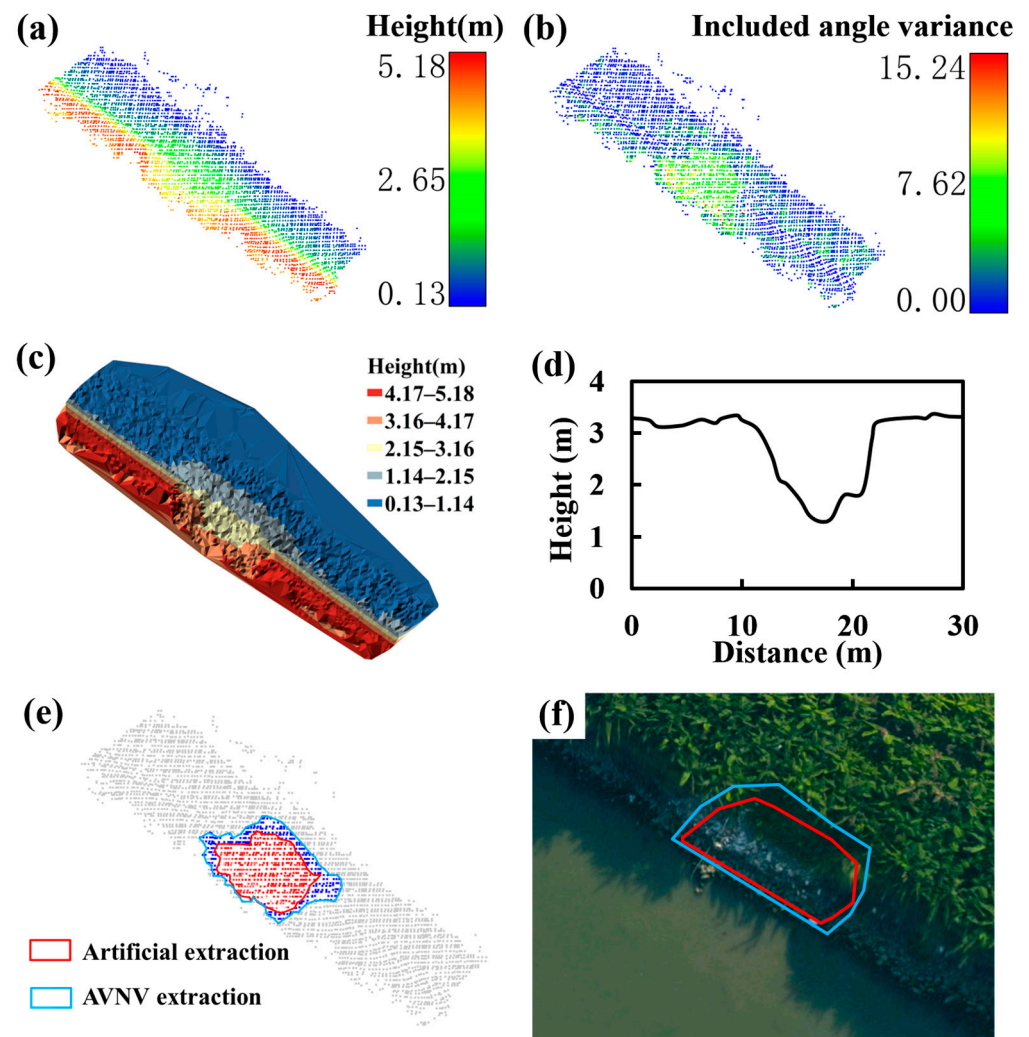 (a)
Height(m)
5.18
2.65
0.13
(b)
Included angle variance
15.24
7.62
0.00
(c)
Height(m)
4.17–5.18
3.16–4.17
2.15–3.16
1.14–2.15
0.13–1.14
(d)
4
3
2
1
0
Height (m)
0 10 20 30
Distance (m)
(e)
Artificial extraction
AVNV extraction
(f)